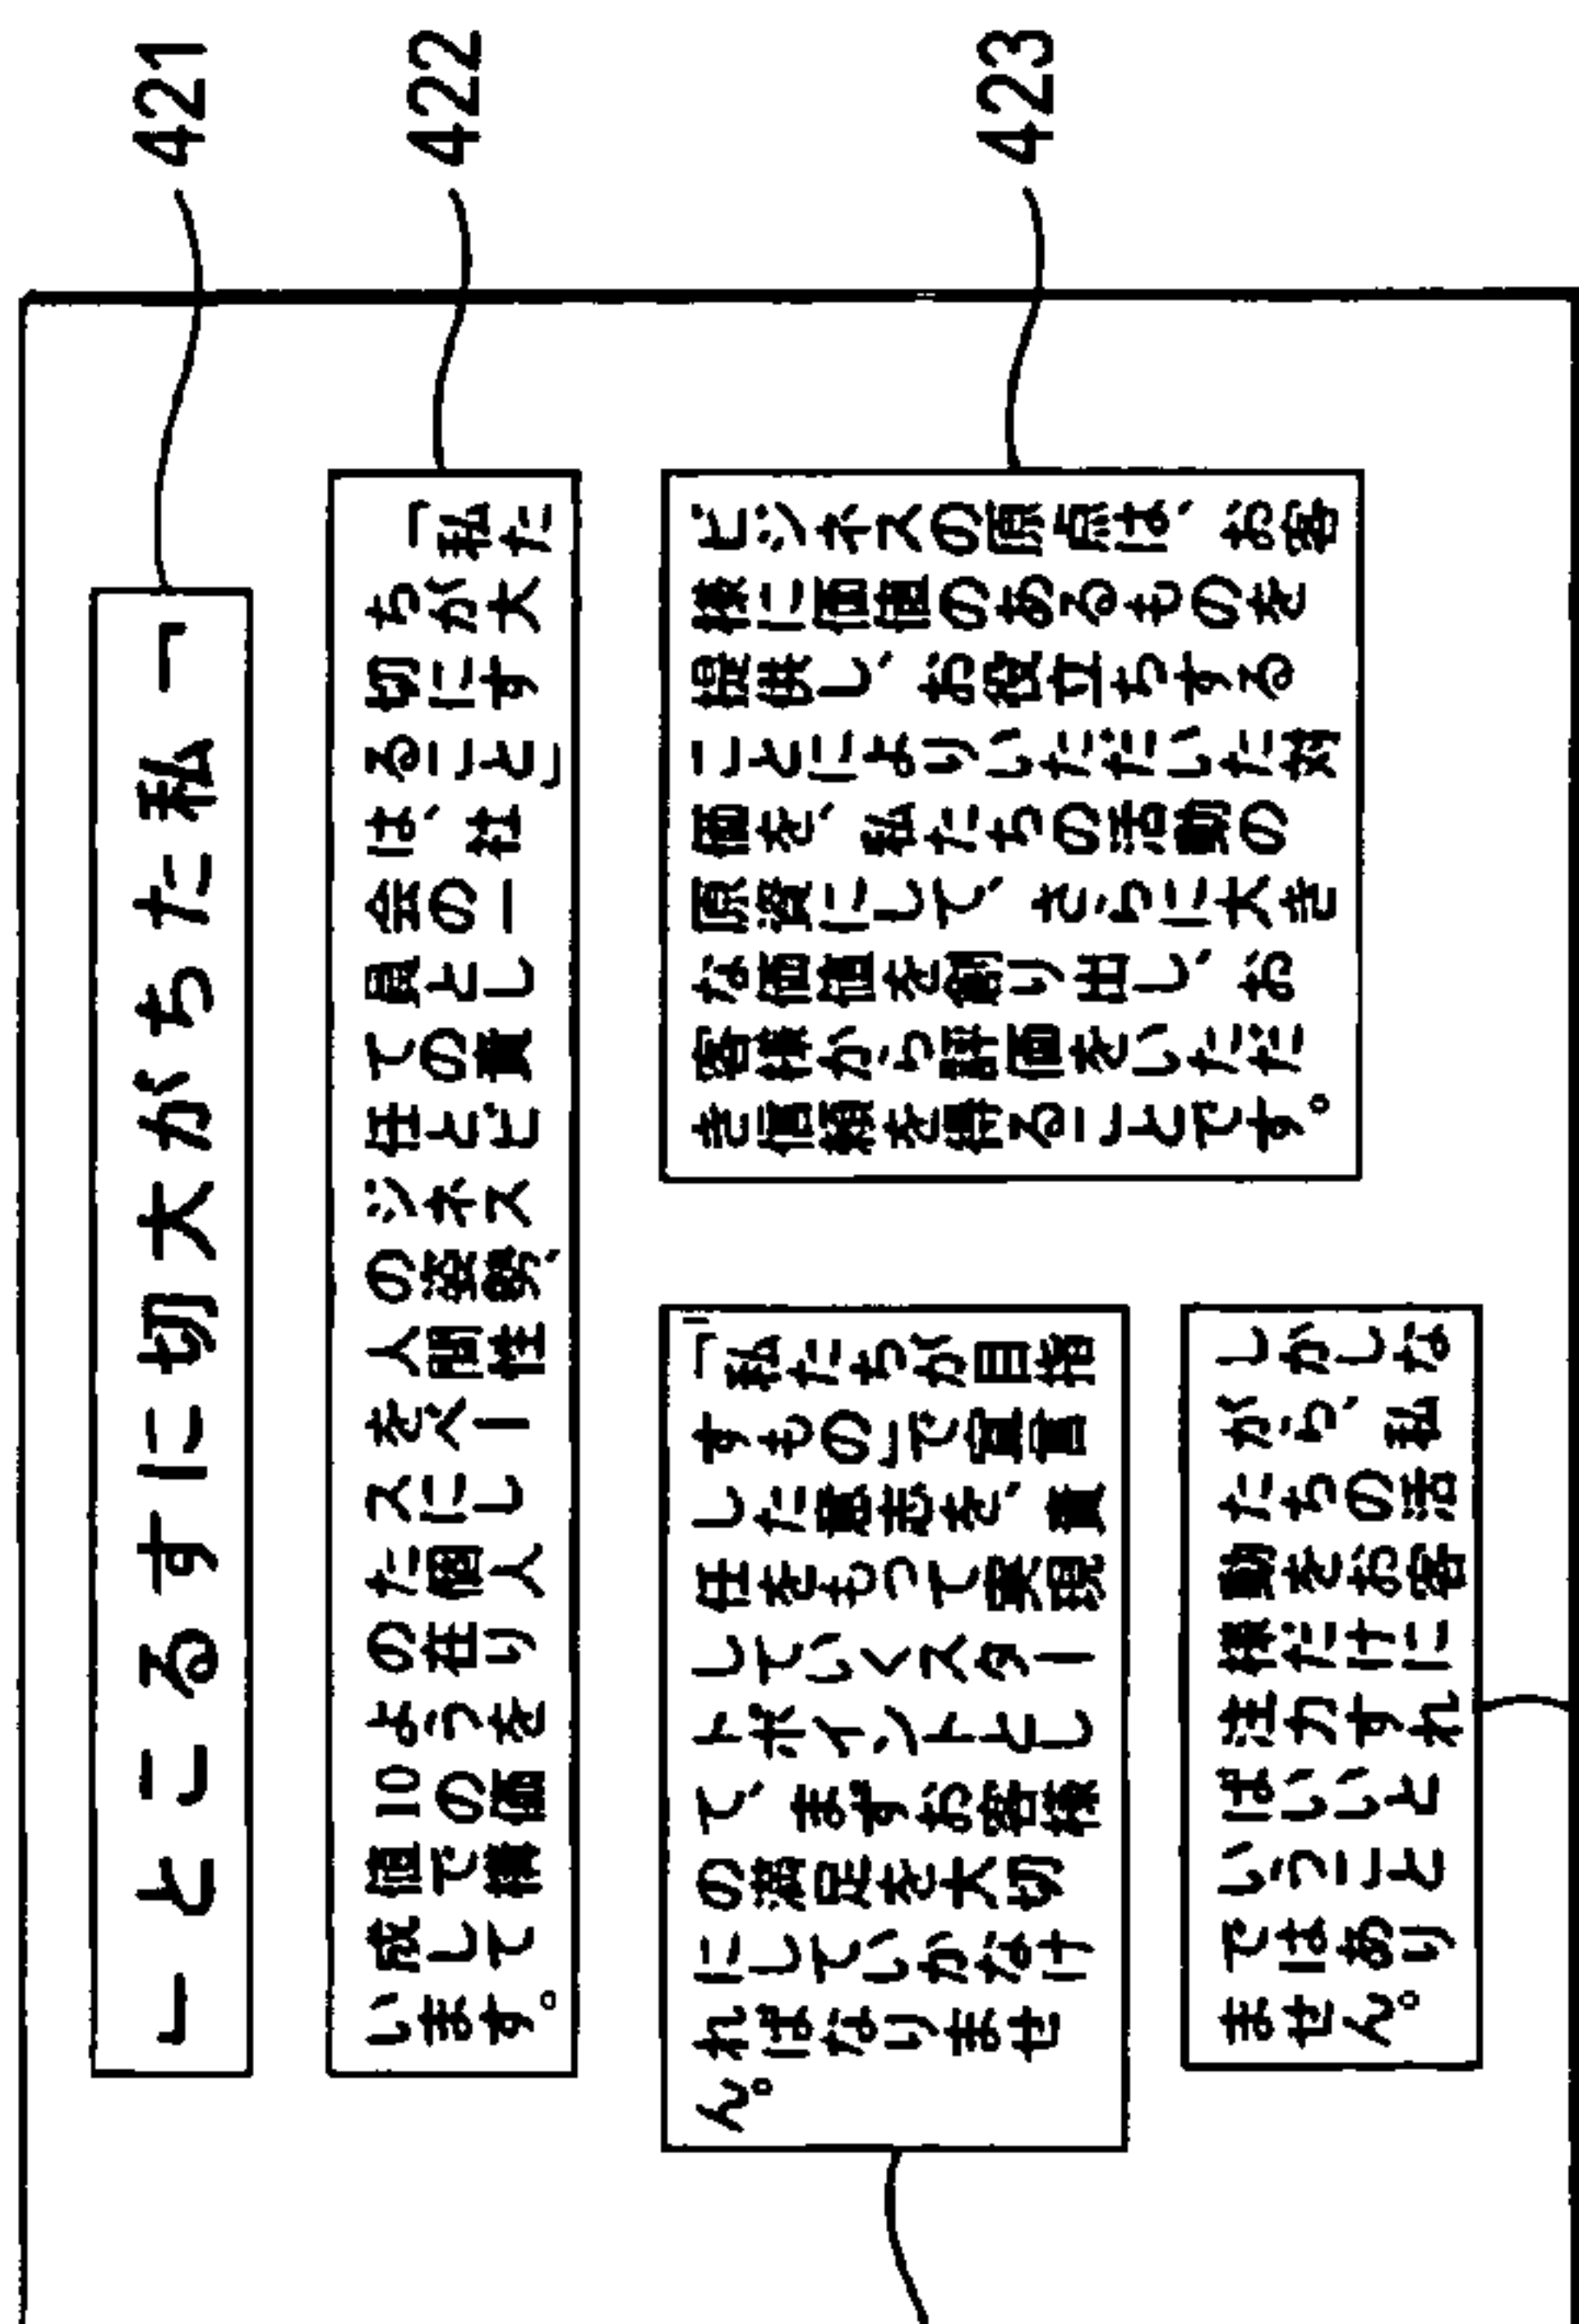 421
「私たちが大切にすること」
422
「私た
ちが大
切にす
ること」
は、社
会の一
員とし
ての責
任とビ
ジネス
の姿勢、
人間性
をベー
スにし
た個人
の在り
ようを
10の価
値で構
成して
います。
423
ビジネスの原点は、お客
様に価値のあるものを
提供し、お役立ちする
ことによりいただいた対
価を、私たちの活動の
原資にして、さらに大き
な価値を創り出し、お
客様から評価をいただ
き信頼を得ることです。
「私たちが目指
すもの」で宣言
した意志を、責
任をもって実現
していくスター
トポイントとし
て、まずお客様
の満足を大切
にしていかなけ
ればなりませ
ん。
しかしな
がら、私
たちの活
動をお客
様だけに
注力すれ
ばいいと
いうこと
ではあり
ません。